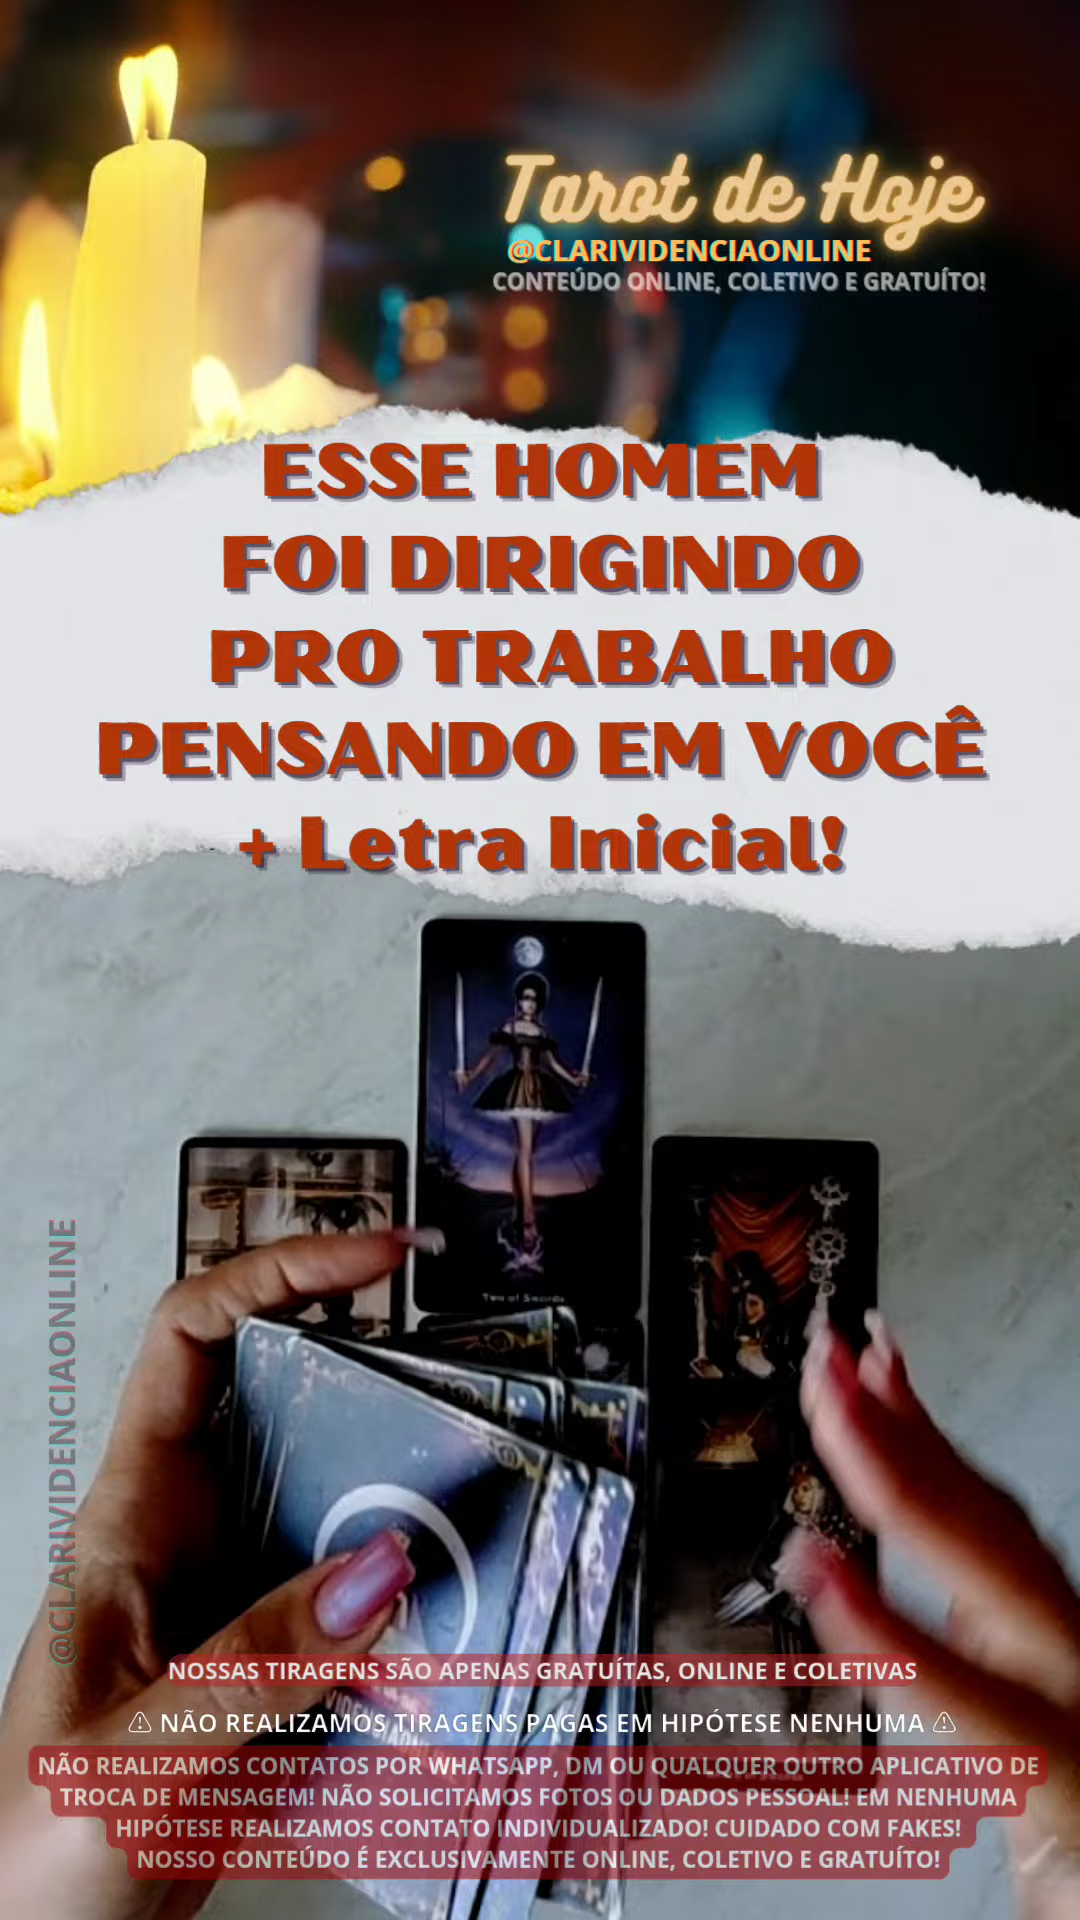 Tarot de Hoje
@CLARIVIDENCIAONLINE
CONTEÚDO ONLINE, COLETIVO E GRATUÍTO!
ESSE HOMEM
FOI DIRIGINDO
PRO TRABALHO
PENSANDO EM VOCÊ
+ Letra Inicial!
Two of Swords
@CLARIVIDENCIAONLINE
NOSSAS TIRAGENS SÃO APENAS GRATUÍTAS, ONLINE E COLETIVAS
⚠ NÃO REALIZAMOS TIRAGENS PAGAS EM HIPÓTESE NENHUMA ⚠
NÃO REALIZAMOS CONTATOS POR WHATSAPP, DM OU QUALQUER OUTRO APLICATIVO DE
TROCA DE MENSAGEM! NÃO SOLICITAMOS FOTOS OU DADOS PESSOAL! EM NENHUMA
HIPÓTESE REALIZAMOS CONTATO INDIVIDUALIZADO! CUIDADO COM FAKES!
NOSSO CONTEÚDO É EXCLUSIVAMENTE ONLINE, COLETIVO E GRATUÍTO!